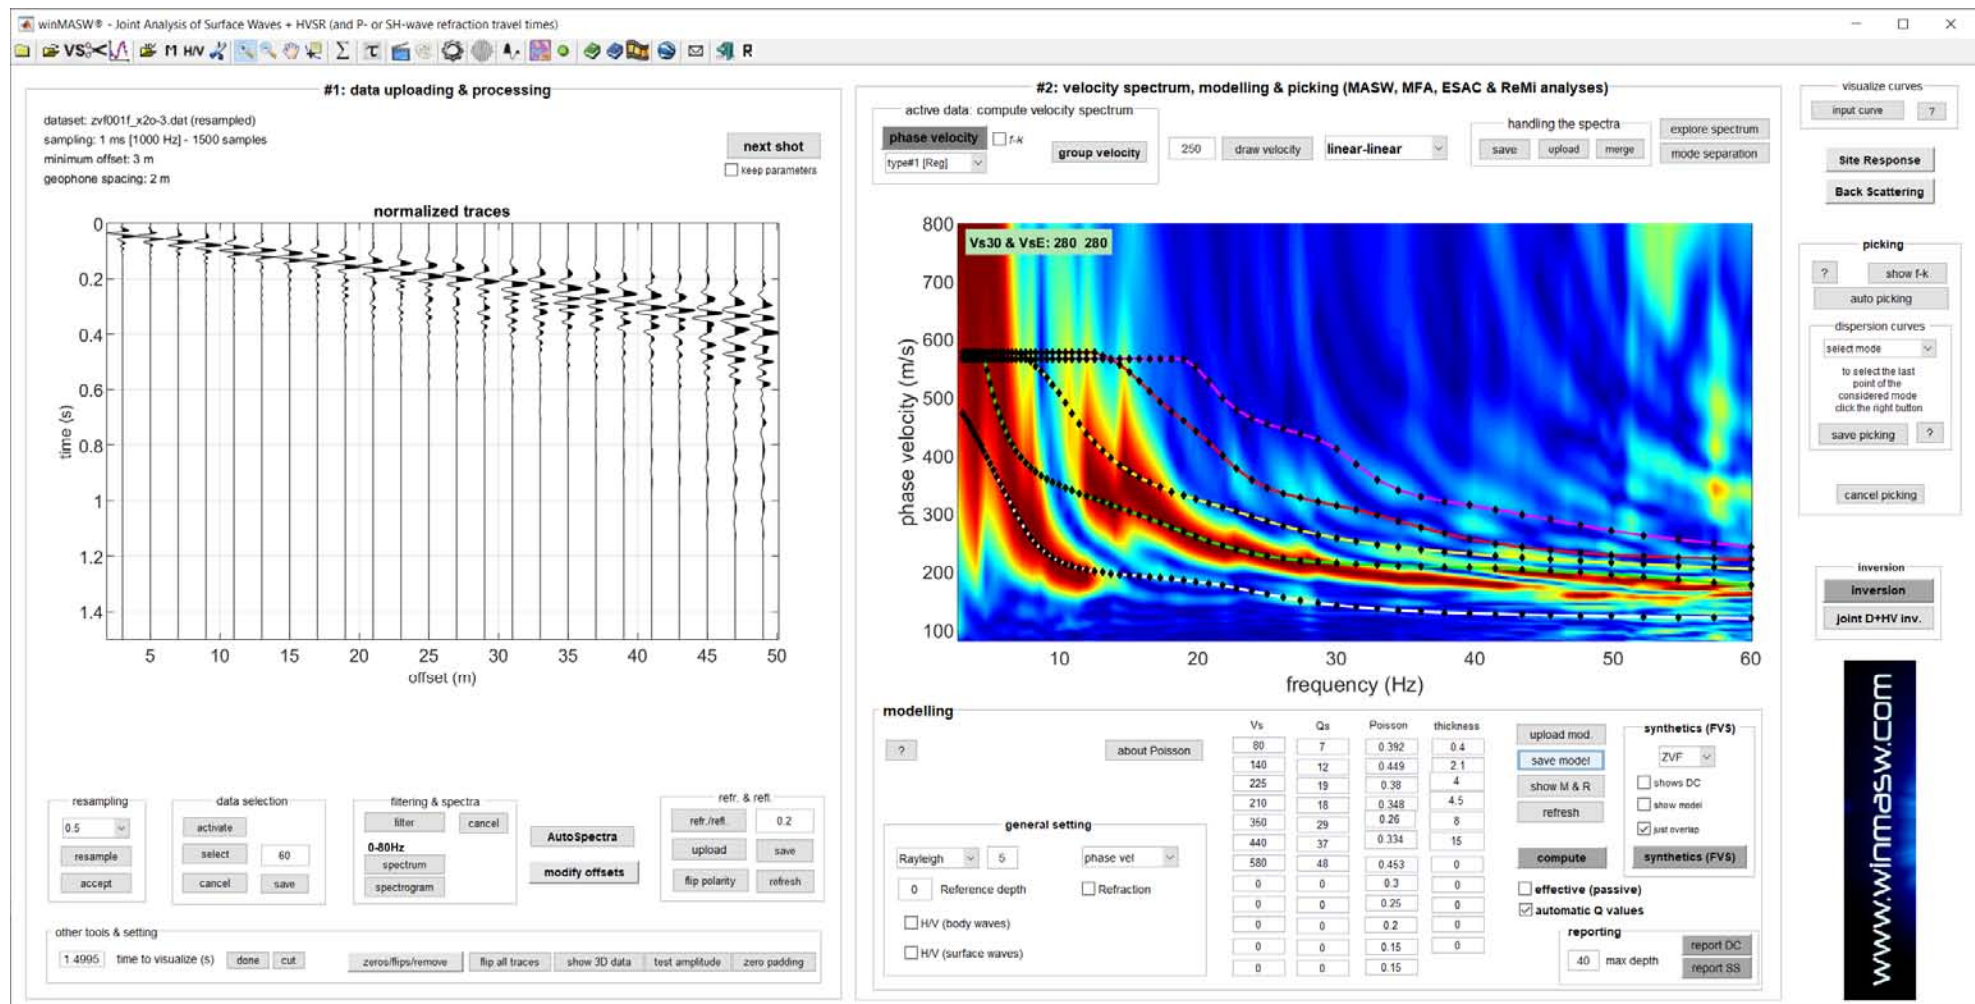 winMASW® - Joint Analysis of Surface Waves + HVSR (and P- or SH-wave refraction travel times)
VS M H/V Σ τ R
#1: data uploading & processing
dataset: zvf001f_x2o-3.dat (resampled)
sampling: 1 ms [1000 Hz] - 1500 samples
minimum offset: 3 m
geophone spacing: 2 m
next shot
keep parameters
normalized traces
0
0.2
0.4
0.6
0.8
1
1.2
1.4
time (s)
5 10 15 20 25 30 35 40 45 50
offset (m)
resampling
0.5
resample
accept
data selection
activate
select 60
cancel save
filtering & spectra
filter cancel
0-80Hz
spectrum
spectrogram
AutoSpectra
modify offsets
refr. & refl.
refr./refl. 0.2
upload save
flip polarity refresh
other tools & setting
1.4995 time to visualize (s) done cut zeros/flips/remove flip all traces show 3D data test amplitude zero padding
#2: velocity spectrum, modelling & picking (MASW, MFA, ESAC & ReMi analyses)
active data: compute velocity spectrum
phase velocity f-k
type#1 [Reg]
group velocity
250 draw velocity linear-linear
handling the spectra
save upload merge
explore spectrum
mode separation
Vs30 & VsE: 280 280
800
700
600
500
400
300
200
100
phase velocity (m/s)
10 20 30 40 50 60
frequency (Hz)
modelling
?
about Poisson
general setting
Rayleigh 5 phase vel
0 Reference depth Refraction
H/V (body waves)
H/V (surface waves)
Vs Qs Poisson thickness
80 7 0.392 0.4
140 12 0.449 2.1
225 19 0.38 4
210 18 0.348 4.5
350 29 0.26 8
440 37 0.334 15
580 48 0.453 0
0 0 0.3 0
0 0 0.25 0
0 0 0.2 0
0 0 0.15 0
0 0 0.15
upload mod.
save model
show M & R
refresh
compute
synthetics (FVS)
ZVF
shows DC
show model
just overlap
synthetics (FVS)
effective (passive)
automatic Q values
reporting
40 max depth
report DC
report SS
visualize curves
input curve ?
Site Response
Back Scattering
picking
? show f-k
auto picking
dispersion curves
select mode
to select the last
point of the
considered mode
click the right button
save picking ?
cancel picking
inversion
inversion
joint D+HV inv.
www.winmasw.com